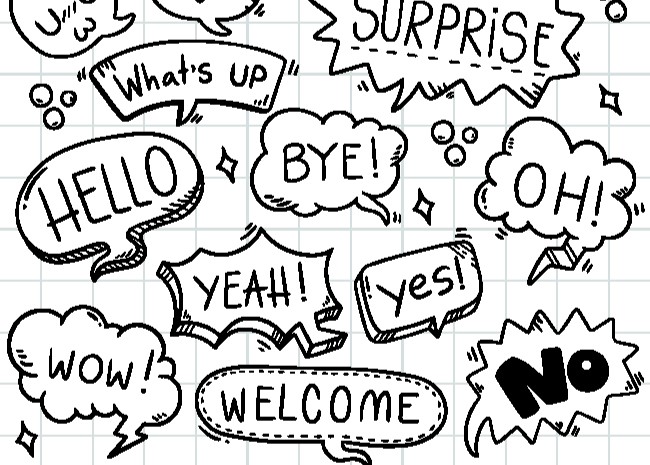 SURPRISE
What's UP
HELLO
BYE!
OH!
YEAH!
yes!
WOW!
WELCOME
No